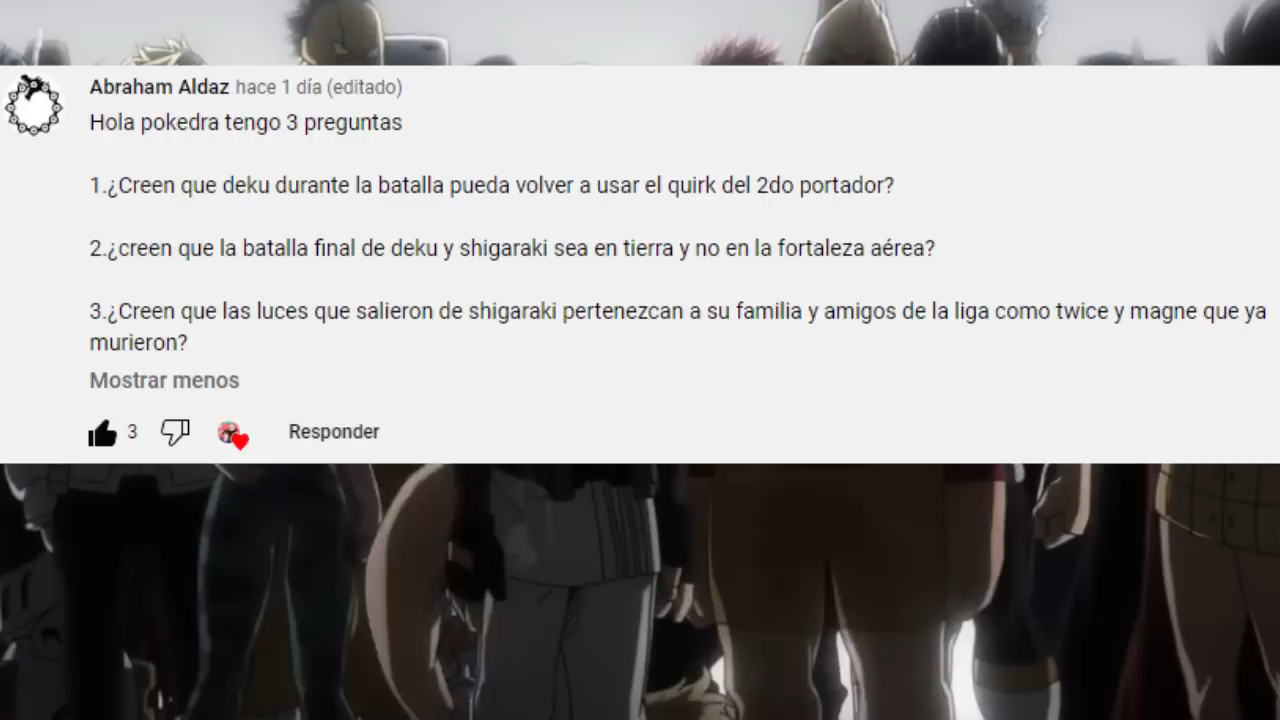 Abraham Aldaz hace 1 día (editado)
Hola pokedra tengo 3 preguntas
1.¿Creen que deku durante la batalla pueda volver a usar el quirk del 2do portador?
2.¿creen que la batalla final de deku y shigaraki sea en tierra y no en la fortaleza aérea?
3.¿Creen que las luces que salieron de shigaraki pertenezcan a su familia y amigos de la liga como twice y magne que ya
murieron?
Mostrar menos
3 Responder